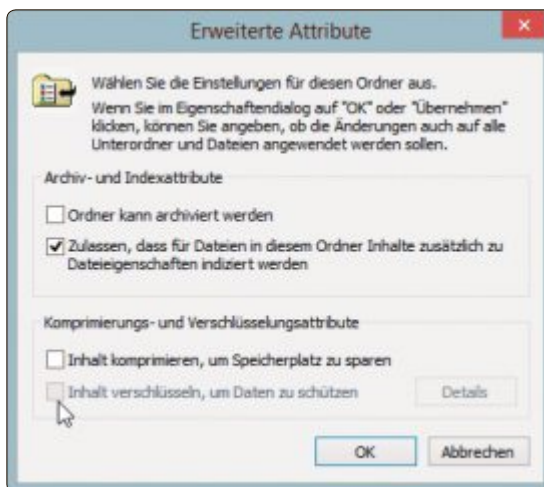 Erweiterte Attribute
Wählen Sie die Einstellungen für diesen Ordner aus.
Wenn Sie im Eigenschaftendialog auf "OK" oder "Übernehmen"
klicken, können Sie angeben, ob die Änderungen auch auf alle
Unterordner und Dateien angewendet werden sollen.
Archiv- und Indexattribute
Ordner kann archiviert werden
Zulassen, dass für Dateien in diesem Ordner Inhalte zusätzlich zu
Dateieigenschaften indiziert werden
Komprimierungs- und Verschlüsselungsattribute
Inhalt komprimieren, um Speicherplatz zu sparen
Inhalt verschlüsseln, um Daten zu schützen
Details
OK
Abbrechen